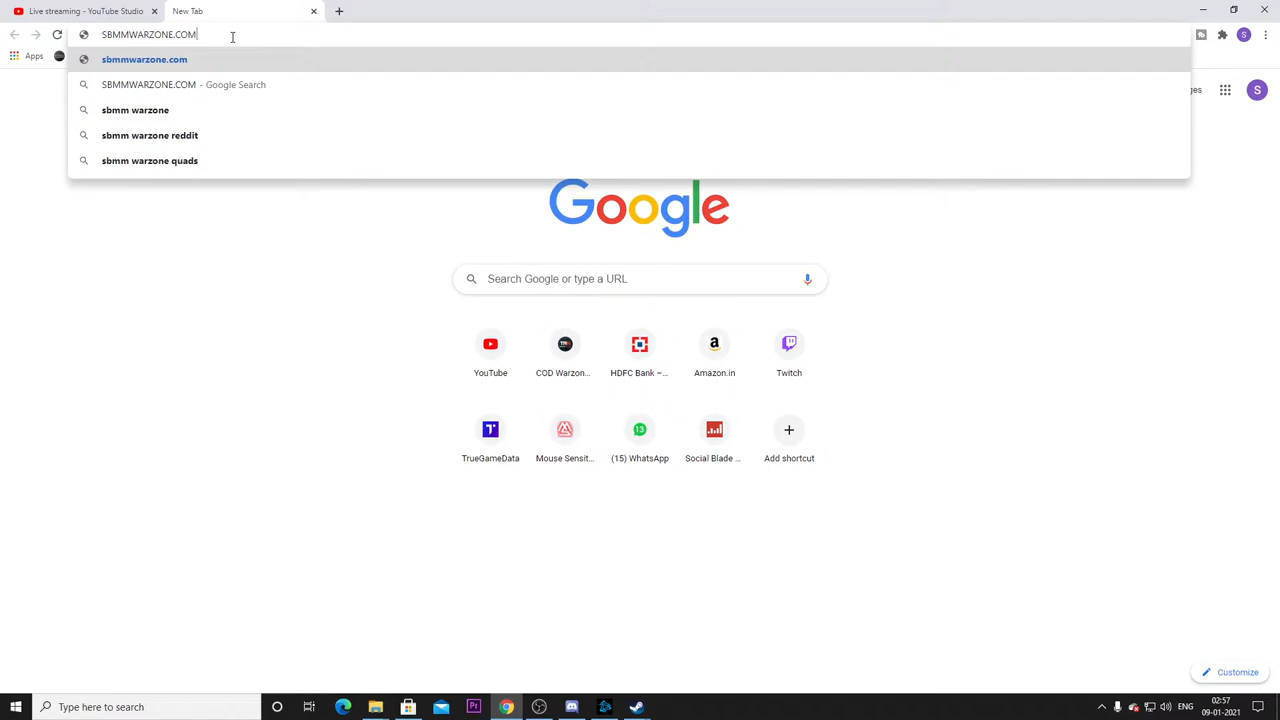 Live streaming - YouTube Studio
New Tab
SBMMWARZONE.COM
Apps
sbmmwarzone.com
SBMMWARZONE.COM - Google Search
sbmm warzone
sbmm warzone reddit
sbmm warzone quads
ges
S
S
Google
Search Google or type a URL
YouTube
COD Warzon...
HDFC Bank –...
Amazon.in
Twitch
13
TrueGameData
Mouse Sensit...
(15) WhatsApp
Social Blade ...
Add shortcut
Customize
Type here to search
Pr
ENG
02:57
09-01-2021